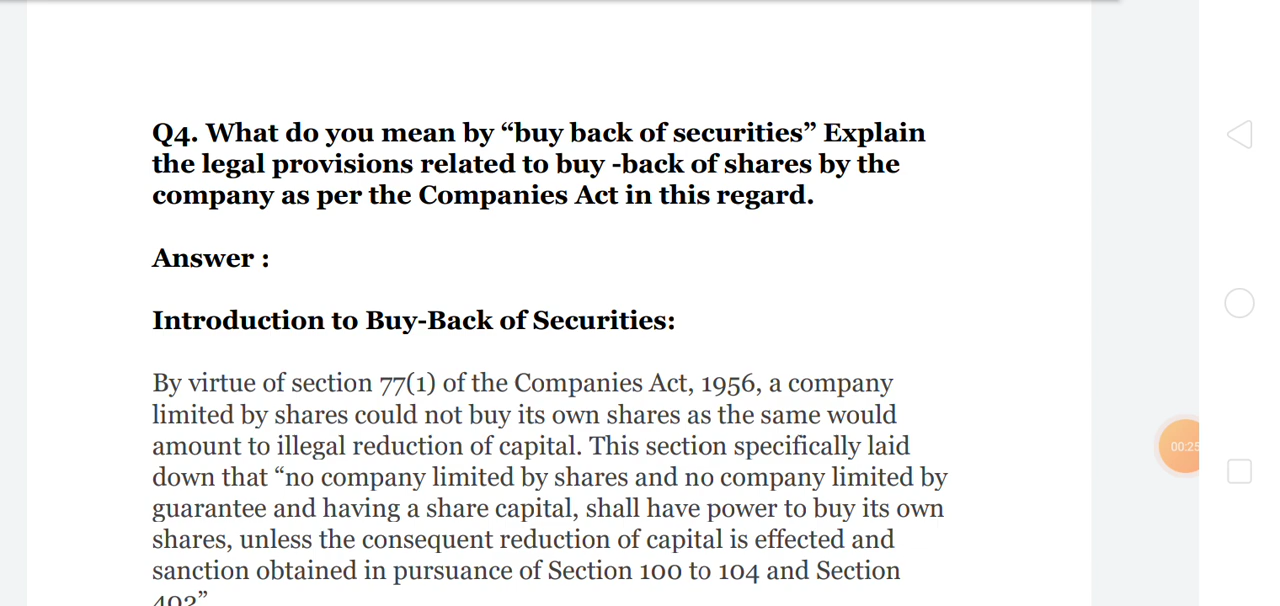 Q4. What do you mean by “buy back of securities” Explain
the legal provisions related to buy -back of shares by the
company as per the Companies Act in this regard.
Answer :
Introduction to Buy-Back of Securities:
By virtue of section 77(1) of the Companies Act, 1956, a company
limited by shares could not buy its own shares as the same would
amount to illegal reduction of capital. This section specifically laid
down that “no company limited by shares and no company limited by
guarantee and having a share capital, shall have power to buy its own
shares, unless the consequent reduction of capital is effected and
sanction obtained in pursuance of Section 100 to 104 and Section
402”
00:25